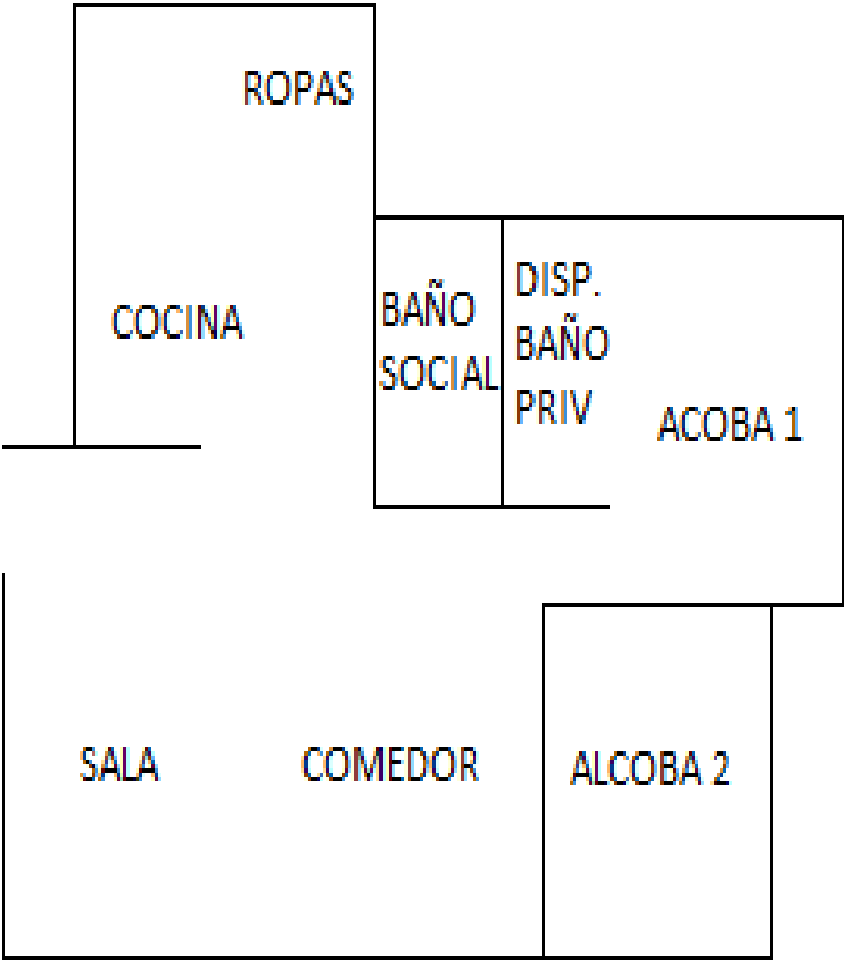 ROPAS
COCINA
BAÑO
SOCIAL
DISP.
BAÑO
PRIV
ACOBA 1
SALA
COMEDOR
ALCOBA 2